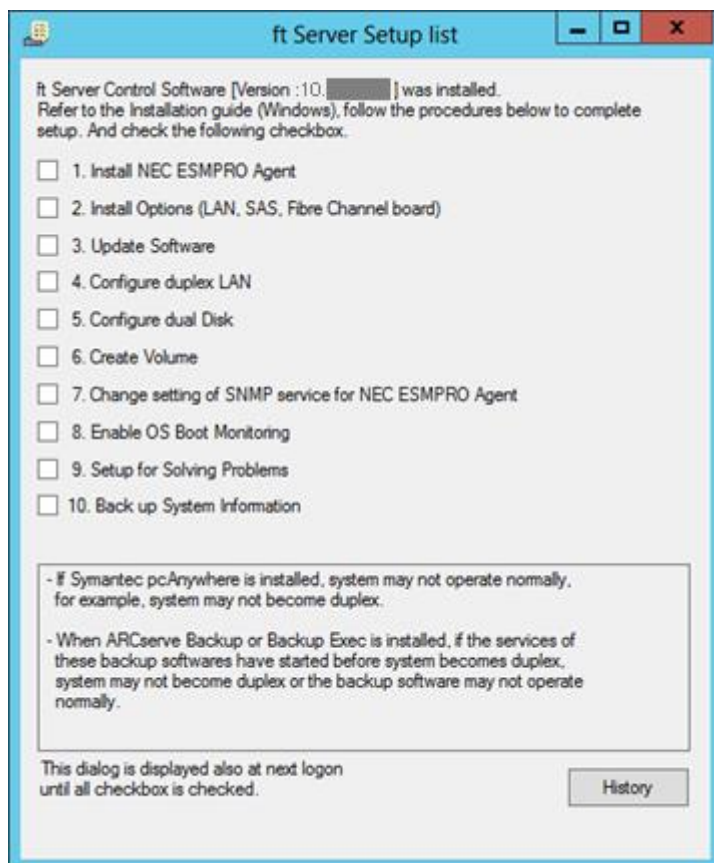 ft Server Setup list
ft Server Control Software [Version :10. ] was installed.
Refer to the Installation guide (Windows), follow the procedures below to complete
setup. And check the following checkbox.
1. Install NEC ESMPRO Agent
2. Install Options (LAN, SAS, Fibre Channel board)
3. Update Software
4. Configure duplex LAN
5. Configure dual Disk
6. Create Volume
7. Change setting of SNMP service for NEC ESMPRO Agent
8. Enable OS Boot Monitoring
9. Setup for Solving Problems
10. Back up System Information
- If Symantec pcAnywhere is installed, system may not operate normally,
for example, system may not become duplex.
- When ARCserve Backup or Backup Exec is installed, if the services of
these backup softwares have started before system becomes duplex,
system may not become duplex or the backup software may not operate
normally.
This dialog is displayed also at next logon
until all checkbox is checked.
History